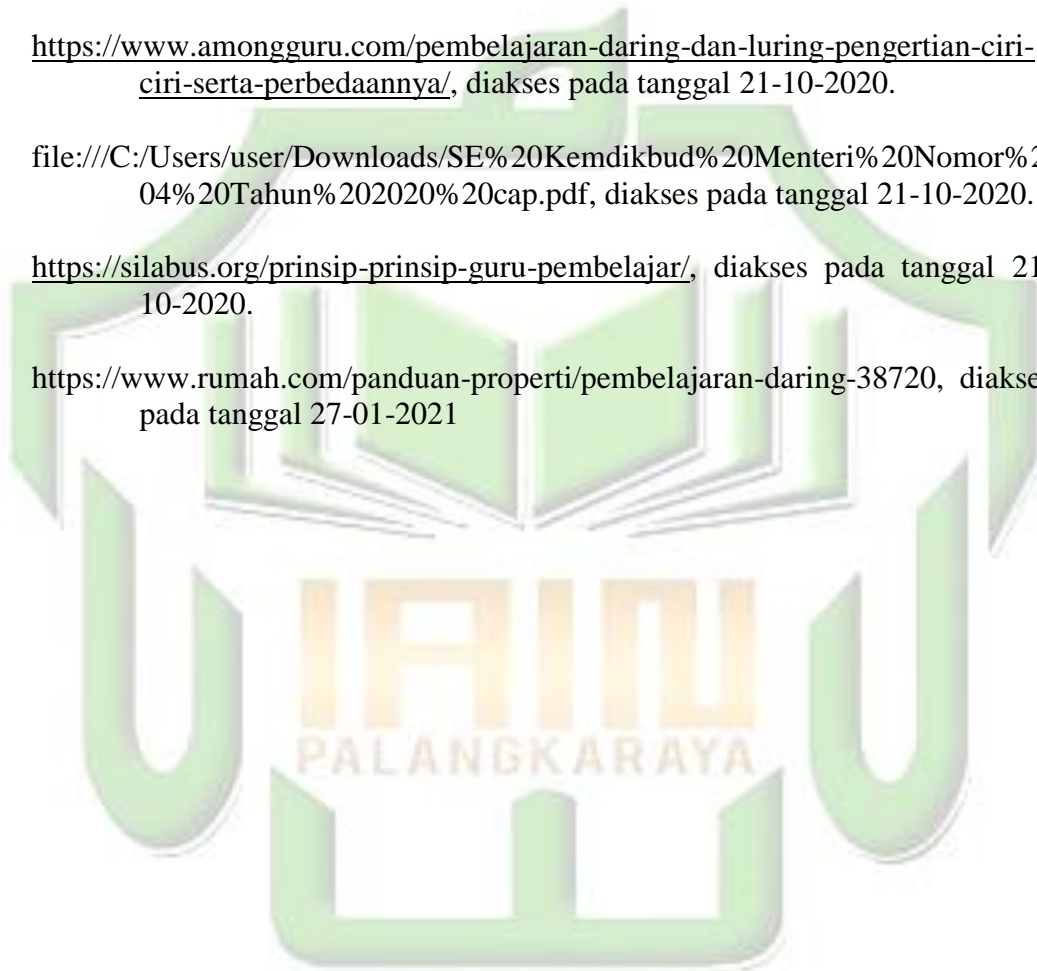 https://www.amongguru.com/pembelajaran-daring-dan-luring-pengertian-ciri-
ciri-serta-perbedaannya/, diakses pada tanggal 21-10-2020.
file:///C:/Users/user/Downloads/SE%20Kemdikbud%20Menteri%20Nomor%2
04%20Tahun%202020%20cap.pdf, diakses pada tanggal 21-10-2020.
https://silabus.org/prinsip-prinsip-guru-pembelajar/, diakses pada tanggal 21
10-2020.
https://www.rumah.com/panduan-properti/pembelajaran-daring-38720, diakse
pada tanggal 27-01-2021
IAIN
PALANGKARAYA